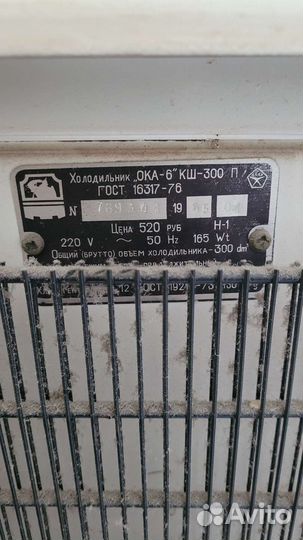 Холодильник „ОКА-6" КШ-300 П/
ГОСТ 16317-76
N 19
Цена 520 руб Н-1
220 V ~ 50 Hz 165 Wt
Общий (брутто) объем холодильника-300 dm³
12 ГОСТ
Avito